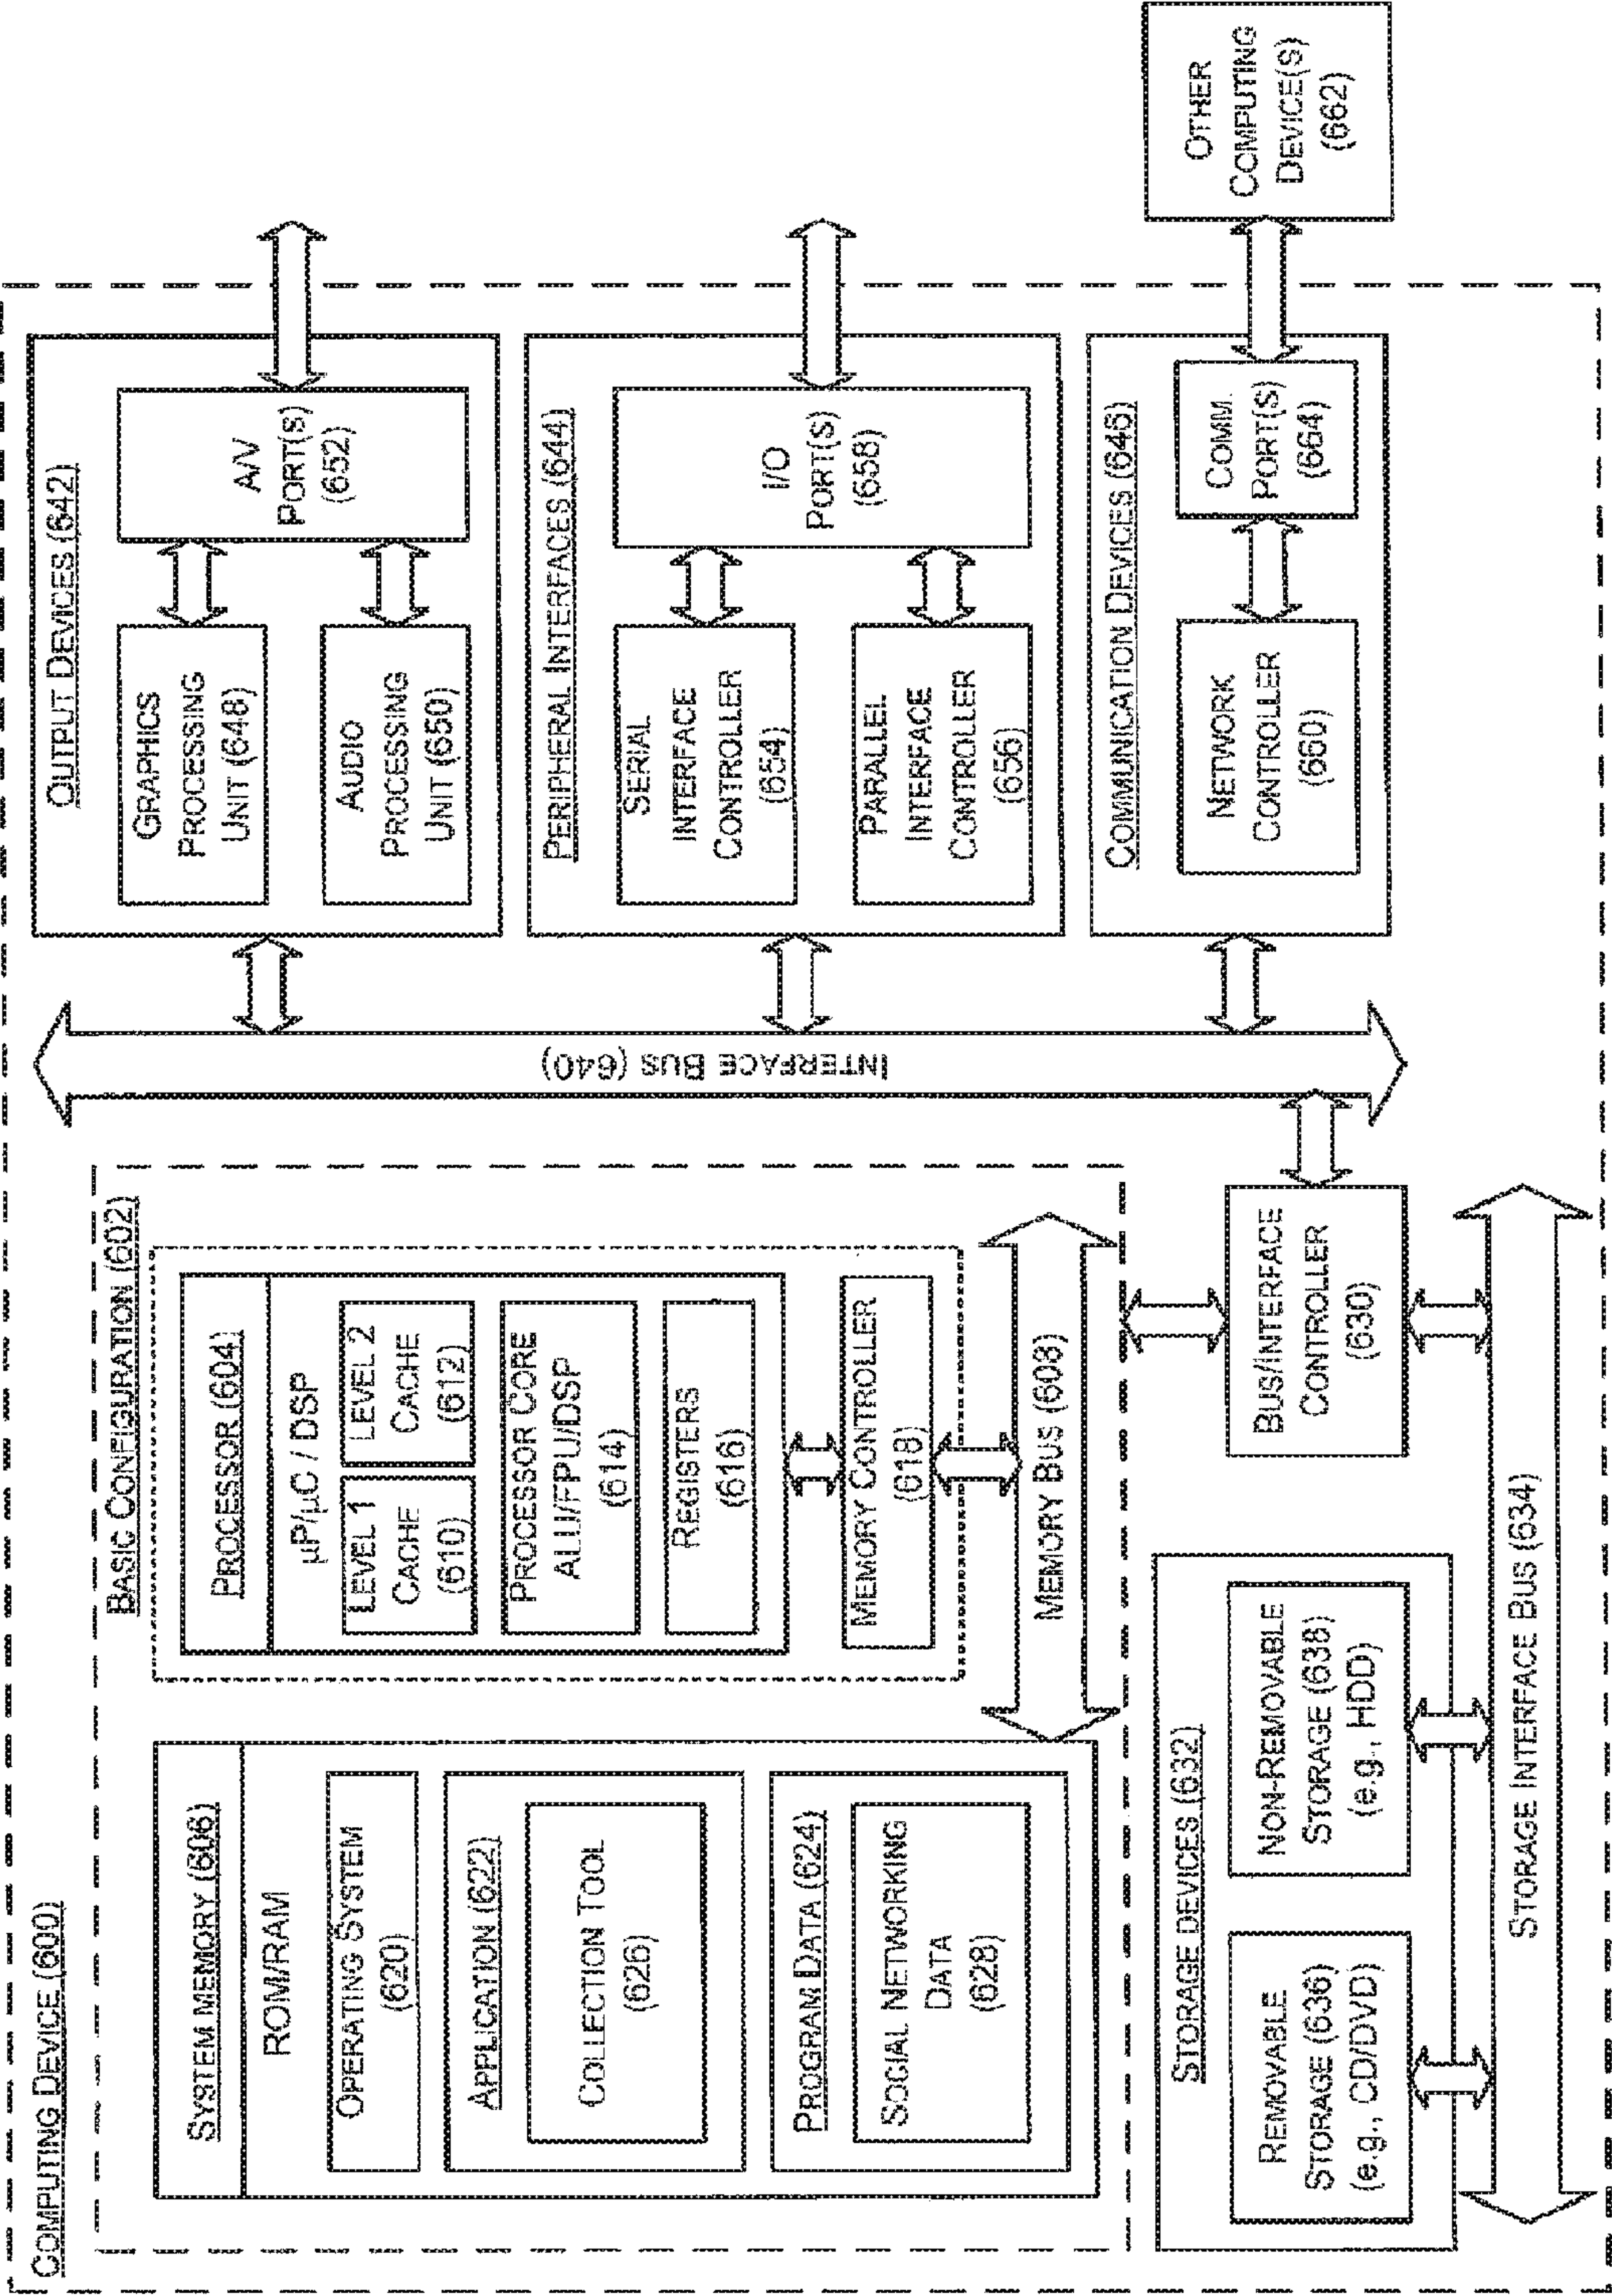 COMPUTING DEVICE (600)
BASIC CONFIGURATION (602)
SYSTEM MEMORY (606)
ROM/RAM
OPERATING SYSTEM
(620)
APPLICATION (622)
COLLECTION TOOL
(626)
PROGRAM DATA (624)
SOCIAL NETWORKING
DATA
(628)
PROCESSOR (604)
µP/µC / DSP
LEVEL 1
CACHE
(610)
LEVEL 2
CACHE
(612)
PROCESSOR CORE
ALU/FPU/DSP
(614)
REGISTERS
(616)
MEMORY CONTROLLER
(618)
MEMORY BUS (608)
STORAGE DEVICES (632)
REMOVABLE
STORAGE (636)
(e.g., CD/DVD)
NON-REMOVABLE
STORAGE (638)
(e.g., HDD)
BUS/INTERFACE
CONTROLLER
(630)
STORAGE INTERFACE BUS (634)
INTERFACE BUS (640)
OUTPUT DEVICES (642)
GRAPHICS
PROCESSING
UNIT (648)
AUDIO
PROCESSING
UNIT (650)
A/V
PORT(S)
(652)
PERIPHERAL INTERFACES (644)
SERIAL
INTERFACE
CONTROLLER
(654)
PARALLEL
INTERFACE
CONTROLLER
(656)
I/O
PORT(S)
(658)
COMMUNICATION DEVICES (646)
NETWORK
CONTROLLER
(660)
COMM.
PORT(S)
(664)
OTHER
COMPUTING
DEVICE(S)
(662)